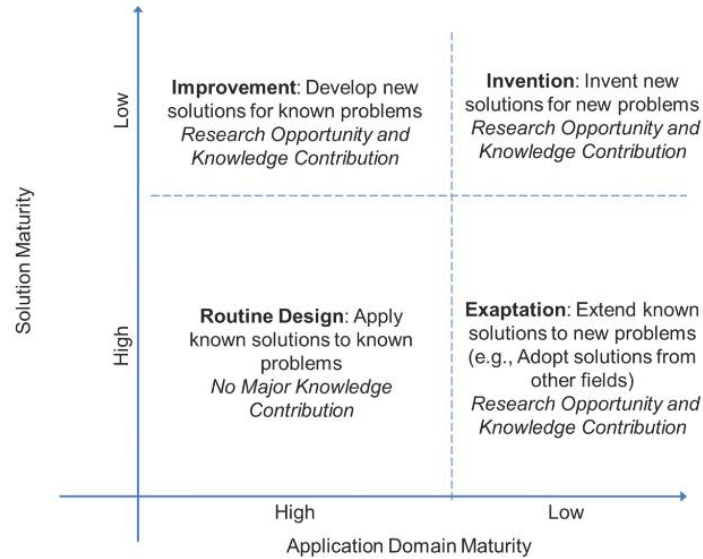 Improvement: Develop new
solutions for known problems
Research Opportunity and
Knowledge Contribution
Invention: Invent new
solutions for new problems
Research Opportunity and
Knowledge Contribution
Low
Solution Maturity
High
Routine Design: Apply
known solutions to known
problems
No Major Knowledge
Contribution
Exaptation: Extend known
solutions to new problems
(e.g., Adopt solutions from
other fields)
Research Opportunity and
Knowledge Contribution
High
Low
Application Domain Maturity